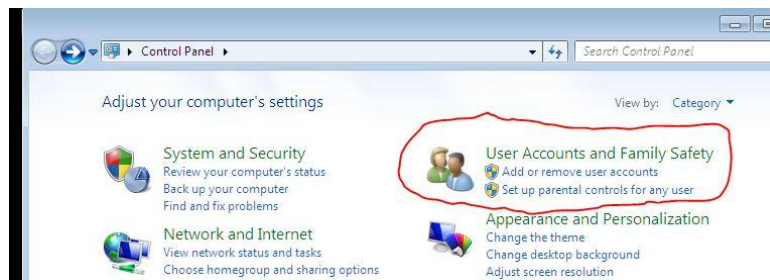 Control Panel
Search Control Panel
Adjust your computer's settings
View by: Category
System and Security
Review your computer's status
Back up your computer
Find and fix problems
User Accounts and Family Safety
Add or remove user accounts
Set up parental controls for any user
Network and Internet
View network status and tasks
Choose homegroup and sharing options
Appearance and Personalization
Change the theme
Change desktop background
Adjust screen resolution